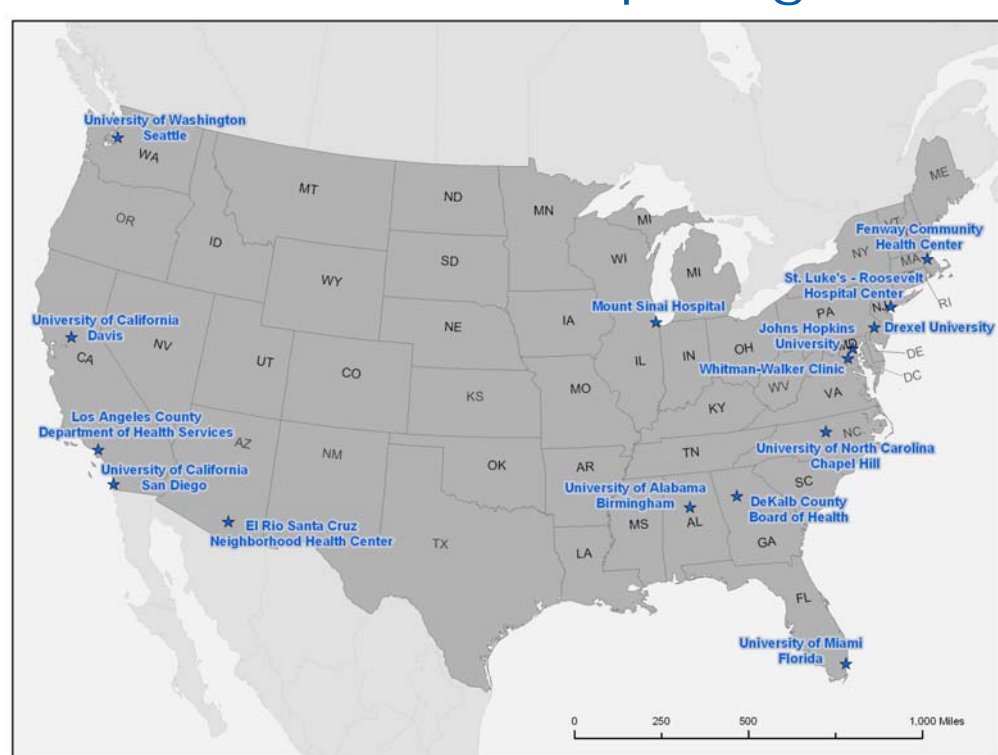 University of Washington
Seattle
WA
MT
ND
MN
MI
ME
VT
OR
ID
SD
WI
MI
NY
Fenway Community
Health Center
MA
WY
St. Luke's - Roosevelt
Hospital Center
RI
Mount Sinai Hospital
PA
NJ
University of California
Davis
NE
IA
Johns Hopkins
University
MD
Drexel University
CA
NV
UT
CO
IL
IN
OH
Whitman-Walker Clinic
DE
DC
KS
MO
WV
VA
KY
Los Angeles County
Department of Health Services
AZ
NM
OK
AR
TN
NC
University of North Carolina
Chapel Hill
University of California
San Diego
SC
University of Alabama
Birmingham
DeKalb County
Board of Health
El Rio Santa Cruz
Neighborhood Health Center
TX
MS
AL
GA
LA
FL
University of Miami
Florida
0 250 500 1,000 Miles